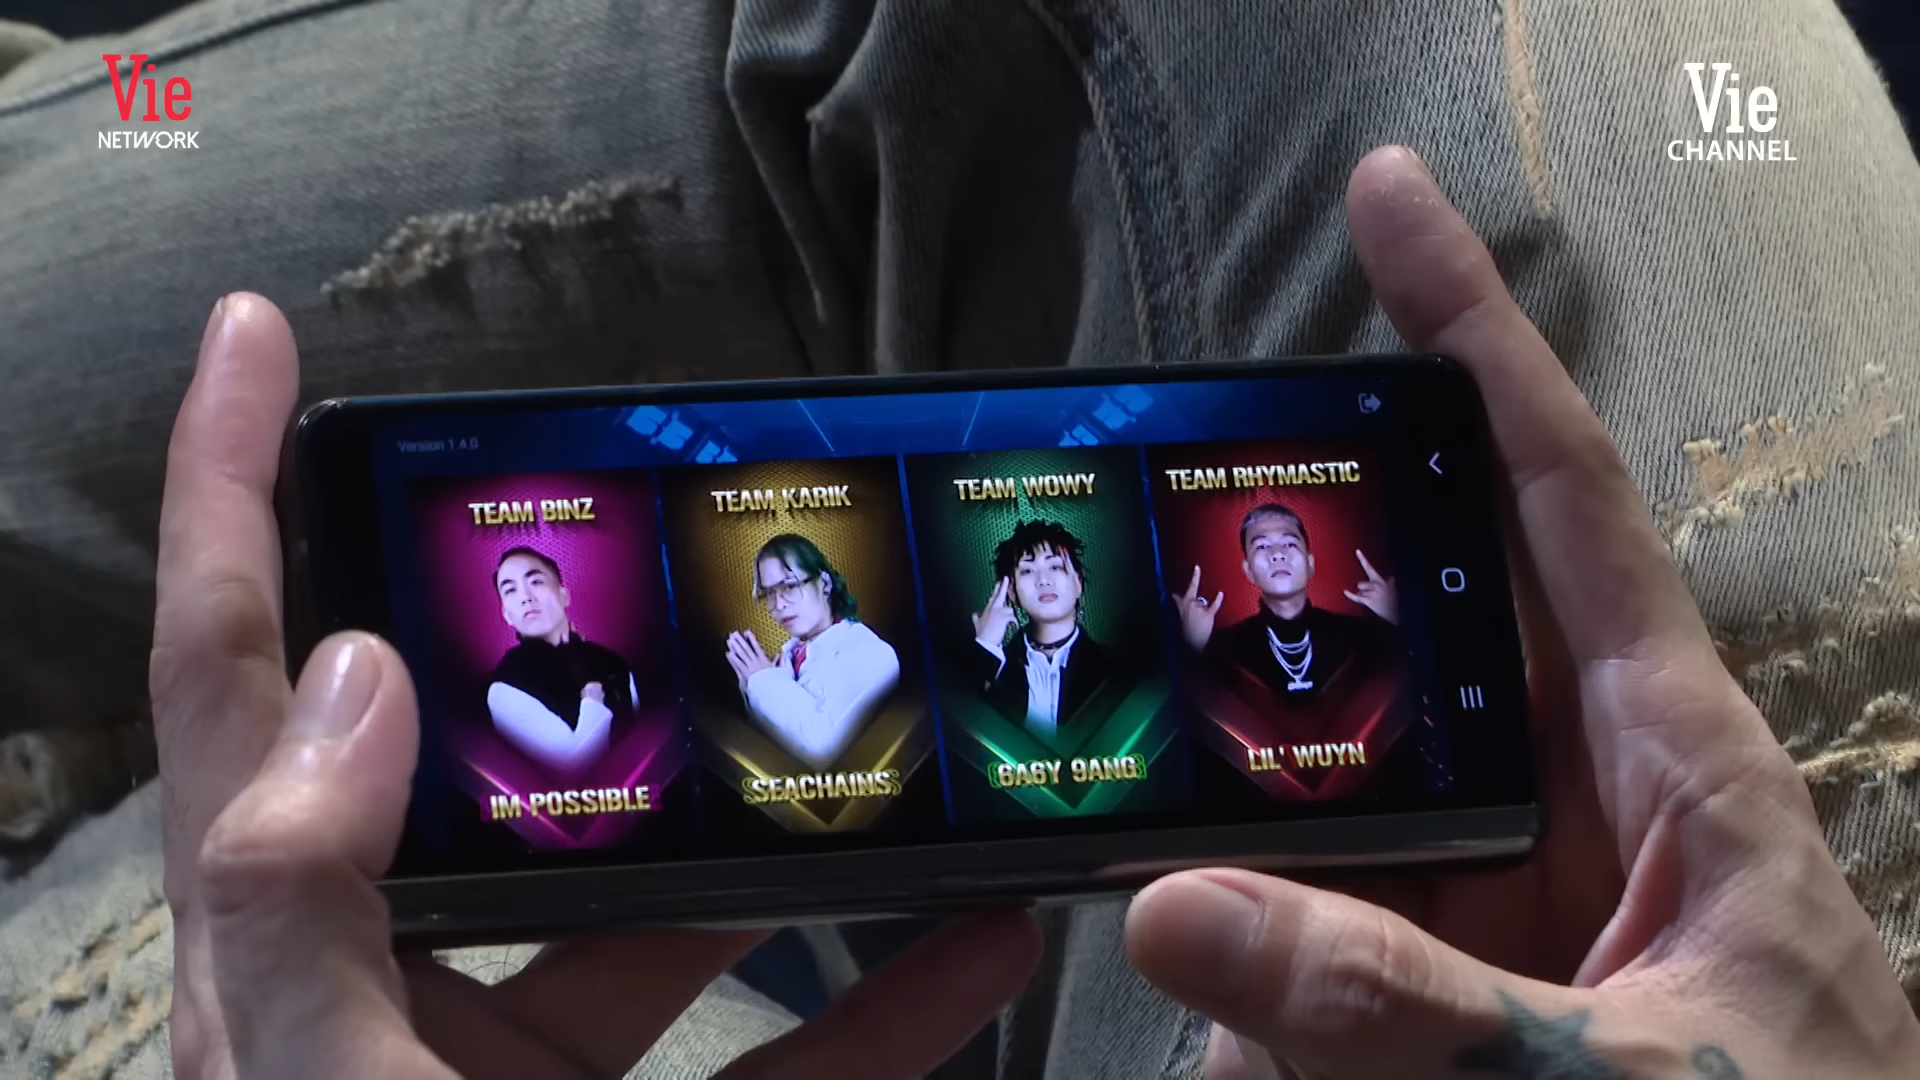 Vie
NETWORK
Vie
CHANNEL
Version 1.4.0
TEAM BINZ
TEAM KARIK
TEAM WOWY
TEAM RHYMASTIC
IM POSSIBLE
SEACHAINS
6A6Y 9ANG
LIL' WUYN